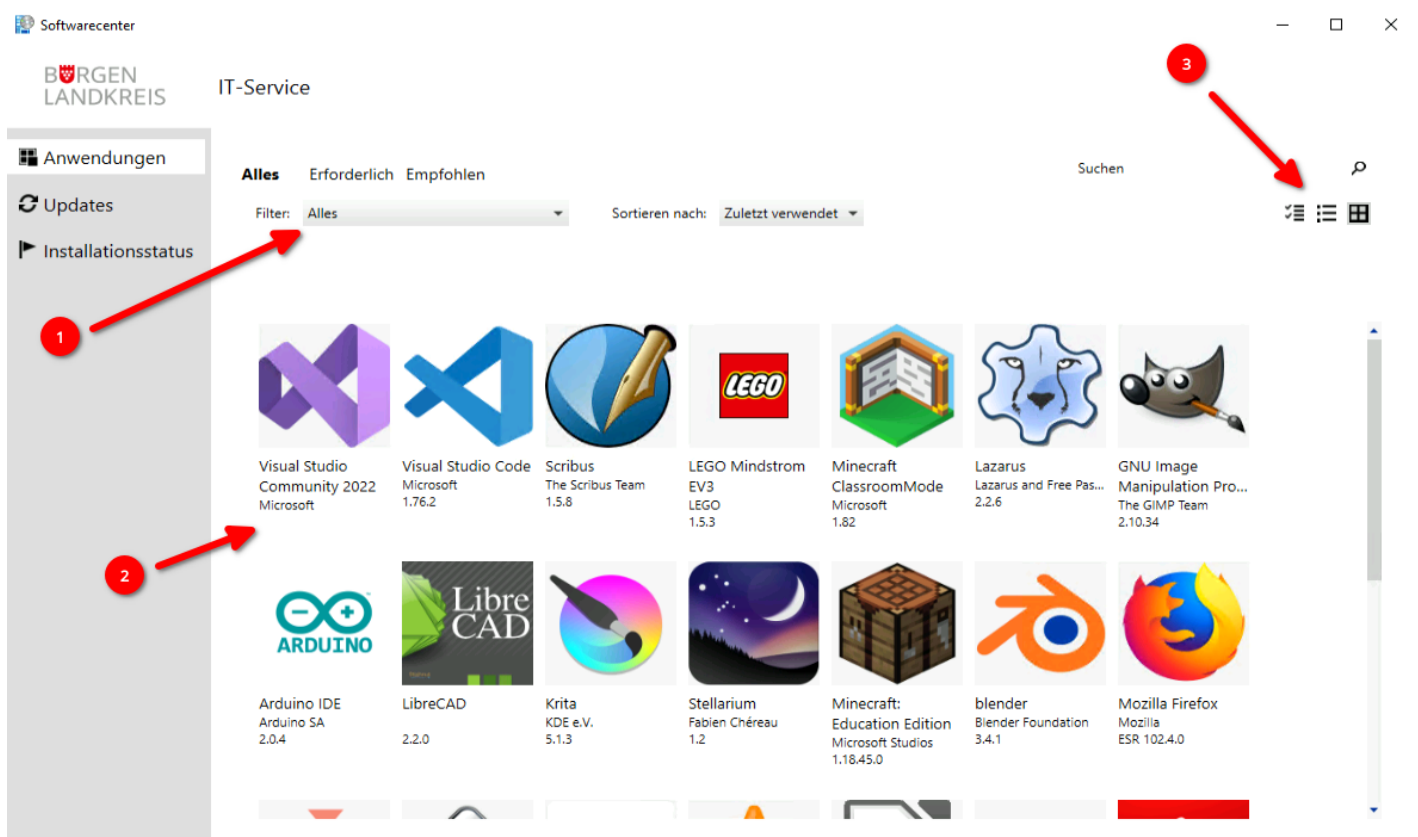 Softwarecenter
BURGEN
LANDKREIS
IT-Service
3
Anwendungen
Updates
Installationsstatus
Alles Erforderlich Empfohlen
Suchen
Filter: Alles
Sortieren nach: Zuletzt verwendet
1
2
LEGO
Visual Studio
Community 2022
Microsoft
Visual Studio Code
Microsoft
1.76.2
Scribus
The Scribus Team
1.5.8
LEGO Mindstrom
EV3
LEGO
1.5.3
Minecraft
ClassroomMode
Microsoft
1.82
Lazarus
Lazarus and Free Pas...
2.2.6
GNU Image
Manipulation Pro...
The GIMP Team
2.10.34
ARDUINO
Libre
CAD
Arduino IDE
Arduino SA
2.0.4
LibreCAD
2.2.0
Krita
KDE e.V.
5.1.3
Stellarium
Fabien Chéreau
1.2
Minecraft:
Education Edition
Microsoft Studios
1.18.45.0
blender
Blender Foundation
3.4.1
Mozilla Firefox
Mozilla
ESR 102.4.0